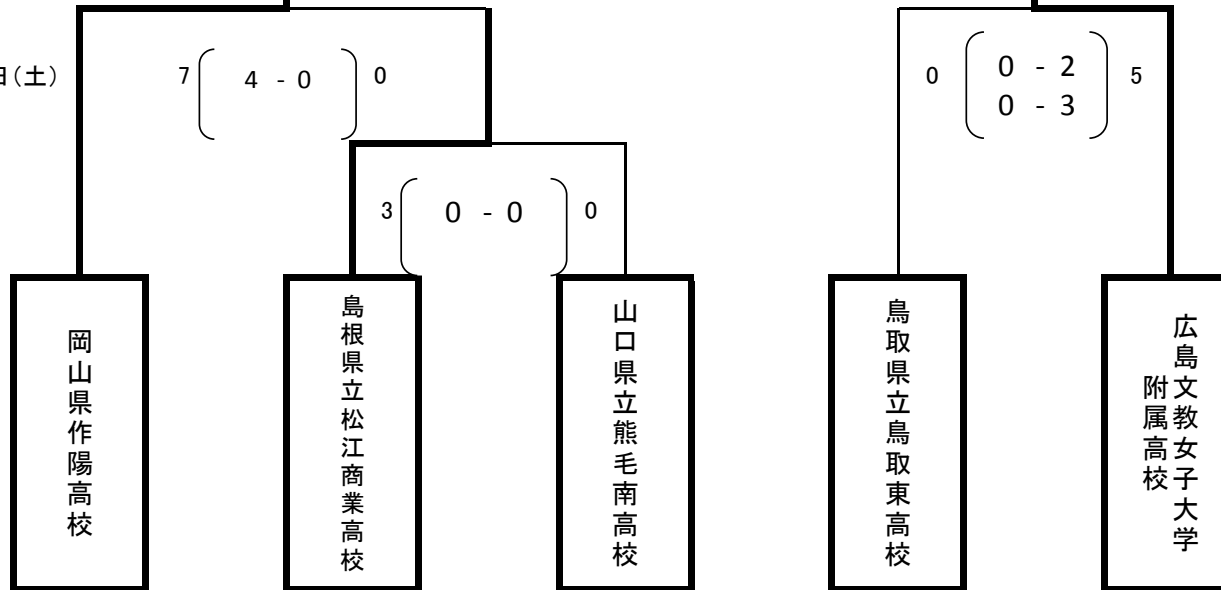 (土)
7 4 - 0 0
0 0 - 2 5
0 - 3
3 0 - 0 0
岡山県作陽高校
島根県立松江商業高校
山口県立熊毛南高校
鳥取県立鳥取東高校
広島文教女子大学
附属高校